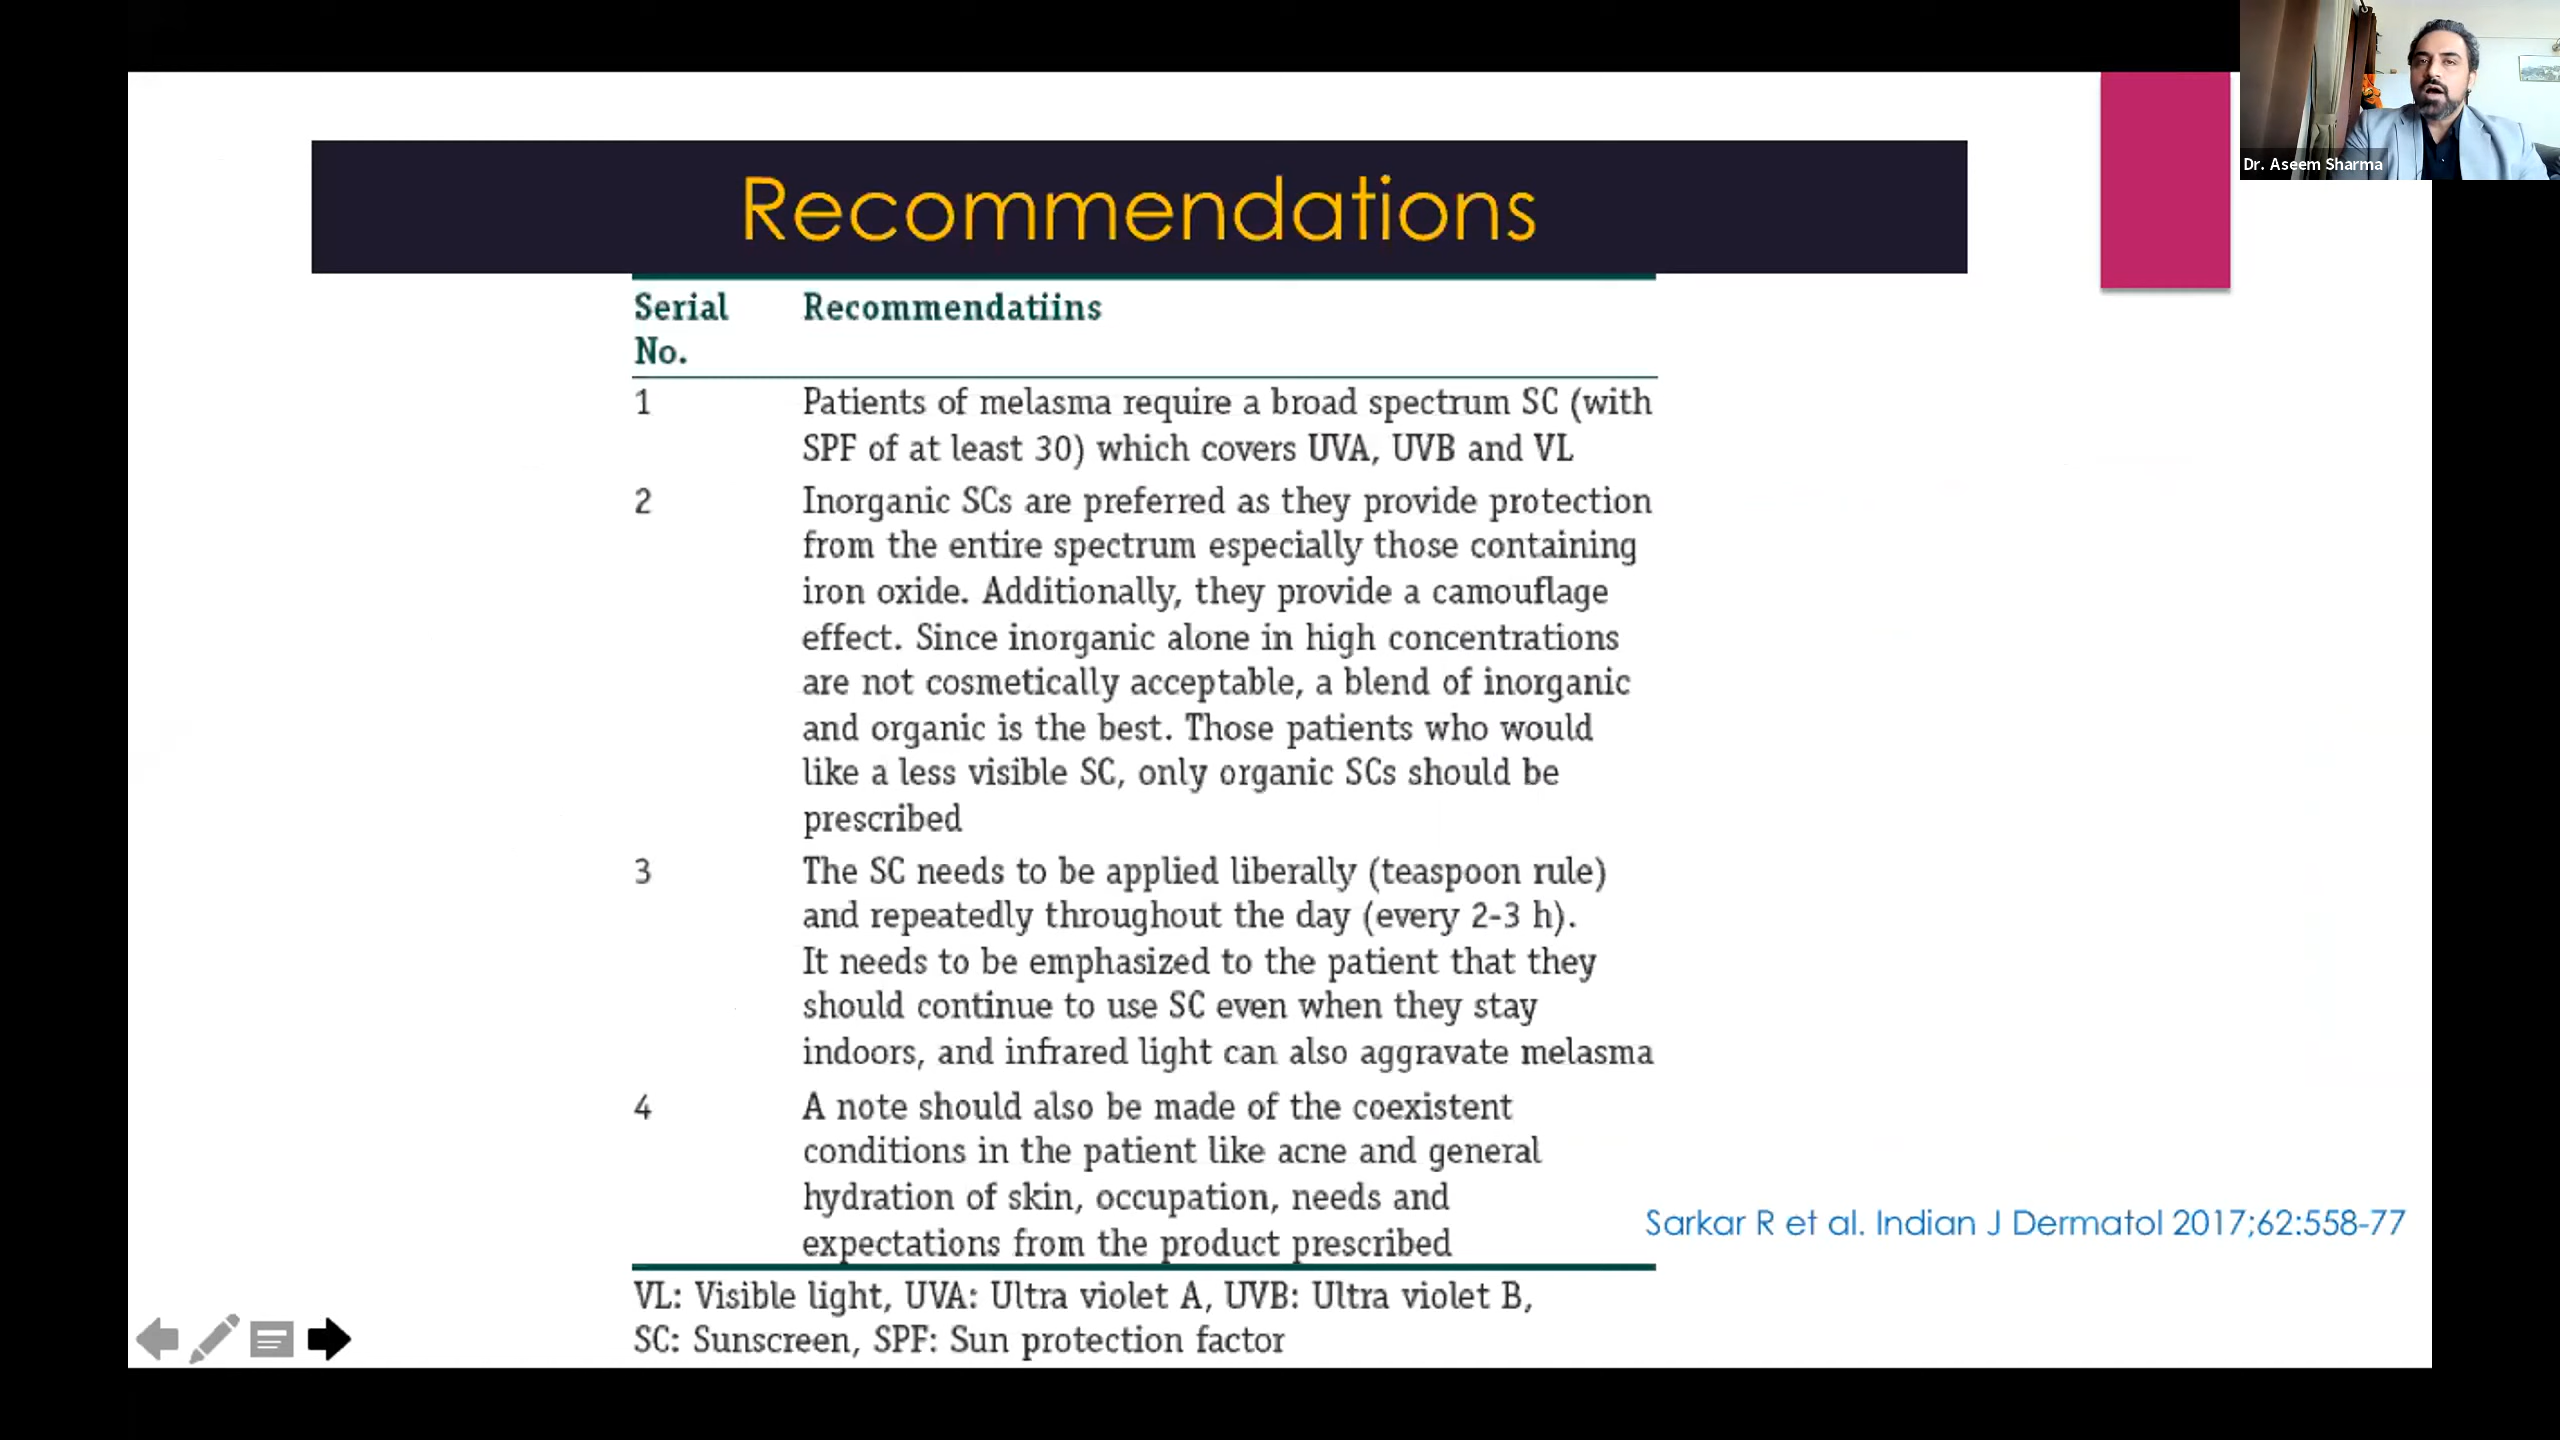 Dr. Aseem Sharma
Recommendations
Serial No.
Recommendatiins
1
Patients of melasma require a broad spectrum SC (with
SPF of at least 30) which covers UVA, UVB and VL
2
Inorganic SCs are preferred as they provide protection
from the entire spectrum especially those containing
iron oxide. Additionally, they provide a camouflage
effect. Since inorganic alone in high concentrations
are not cosmetically acceptable, a blend of inorganic
and organic is the best. Those patients who would
like a less visible SC, only organic SCs should be
prescribed
3
The SC needs to be applied liberally (teaspoon rule)
and repeatedly throughout the day (every 2-3 h).
It needs to be emphasized to the patient that they
should continue to use SC even when they stay
indoors, and infrared light can also aggravate melasma
4
A note should also be made of the coexistent
conditions in the patient like acne and general
hydration of skin, occupation, needs and
expectations from the product prescribed
VL: Visible light, UVA: Ultra violet A, UVB: Ultra violet B,
SC: Sunscreen, SPF: Sun protection factor
Sarkar R et al. Indian J Dermatol 2017;62:558-77